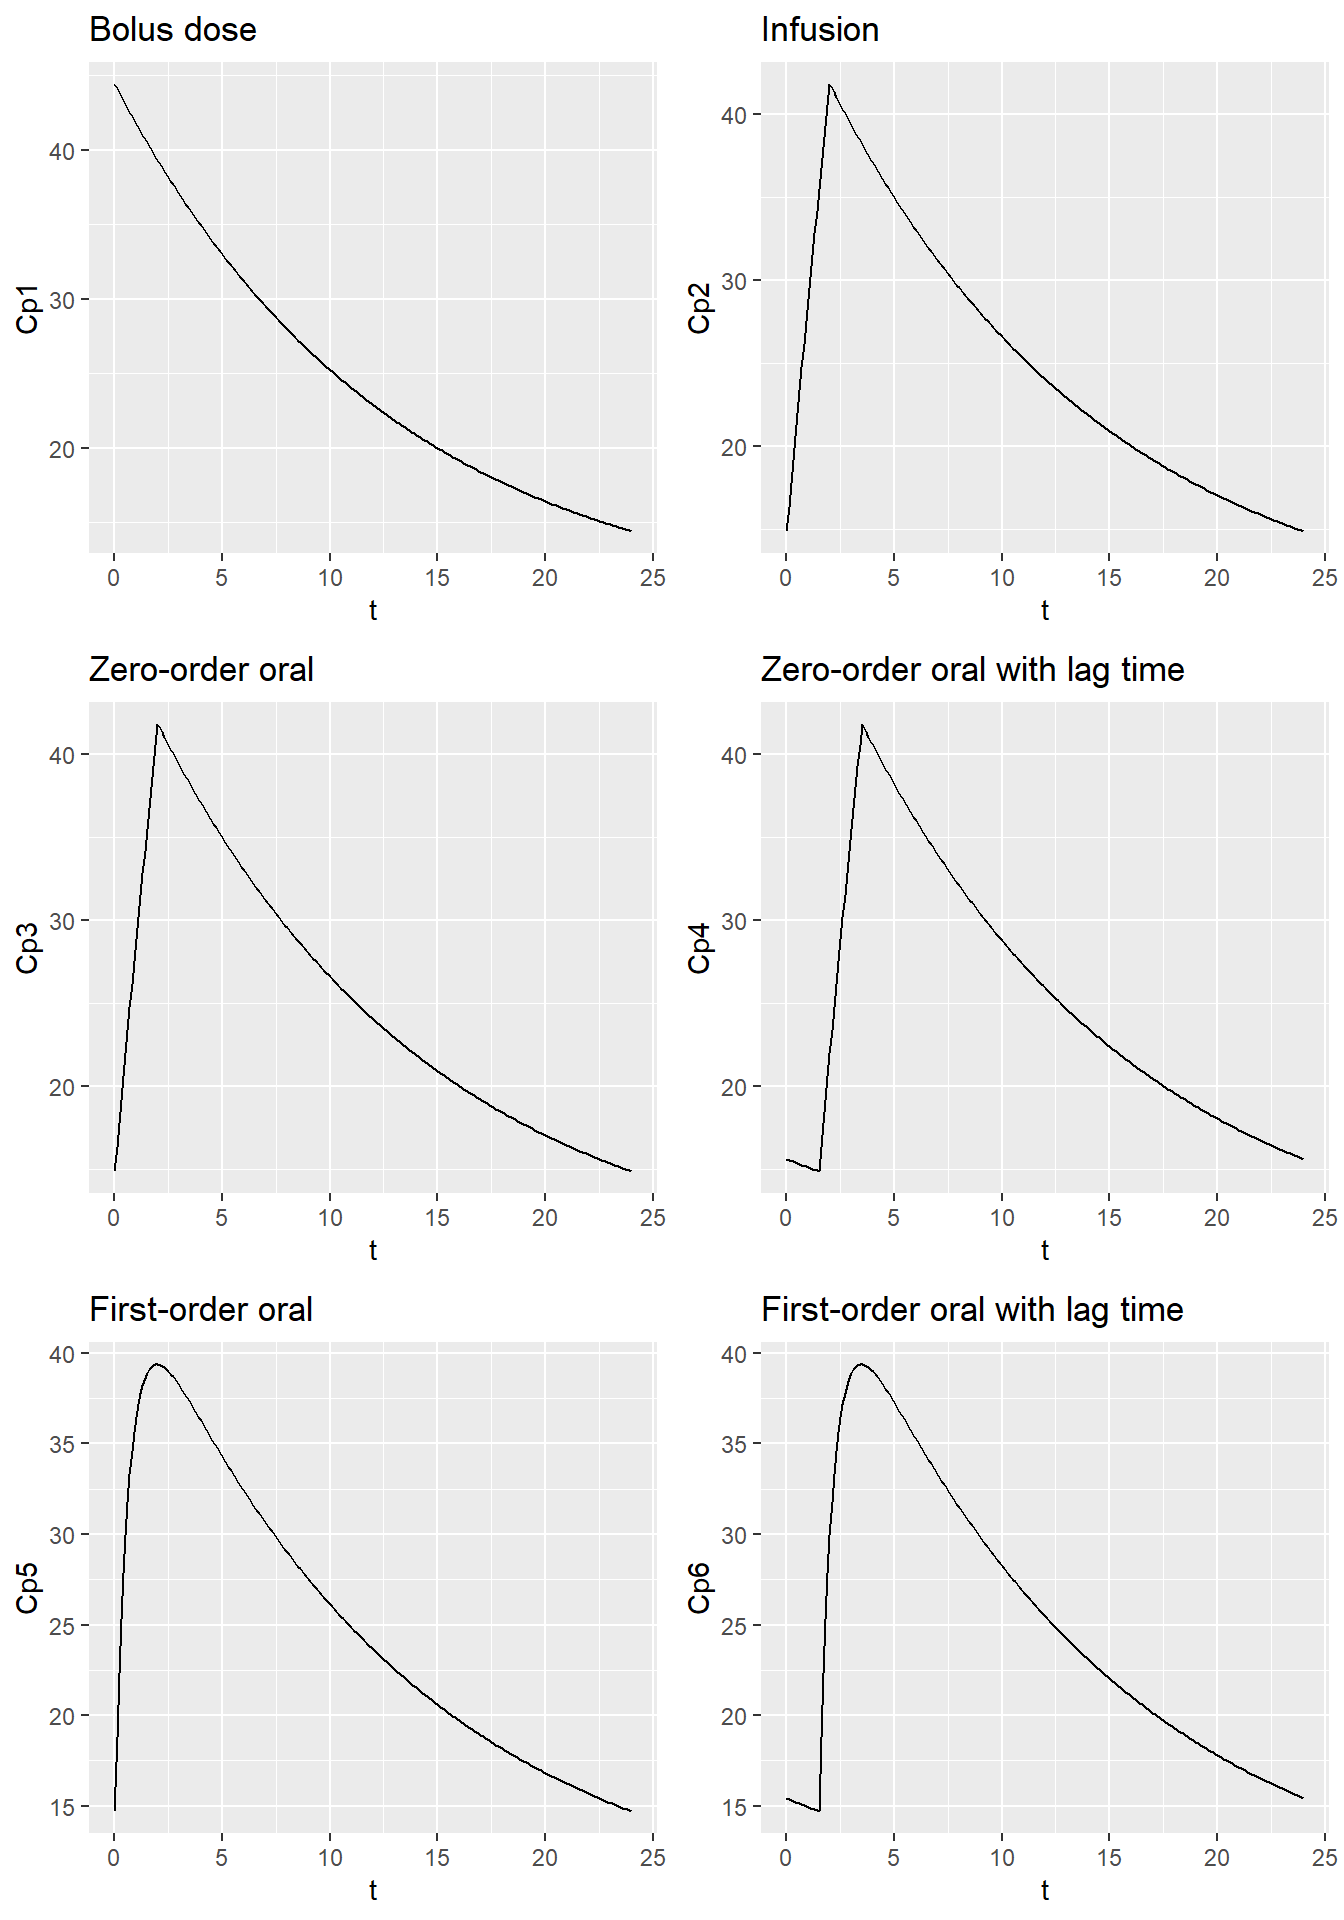 Bolus dose
Cp1
40
30
20
0 5 10 15 20 25
t
Infusion
Cp2
40
30
20
0 5 10 15 20 25
t
Zero-order oral
Cp3
40
30
20
0 5 10 15 20 25
t
Zero-order oral with lag time
Cp4
40
30
20
0 5 10 15 20 25
t
First-order oral
Cp5
40
35
30
25
20
15
0 5 10 15 20 25
t
First-order oral with lag time
Cp6
40
35
30
25
20
15
0 5 10 15 20 25
t